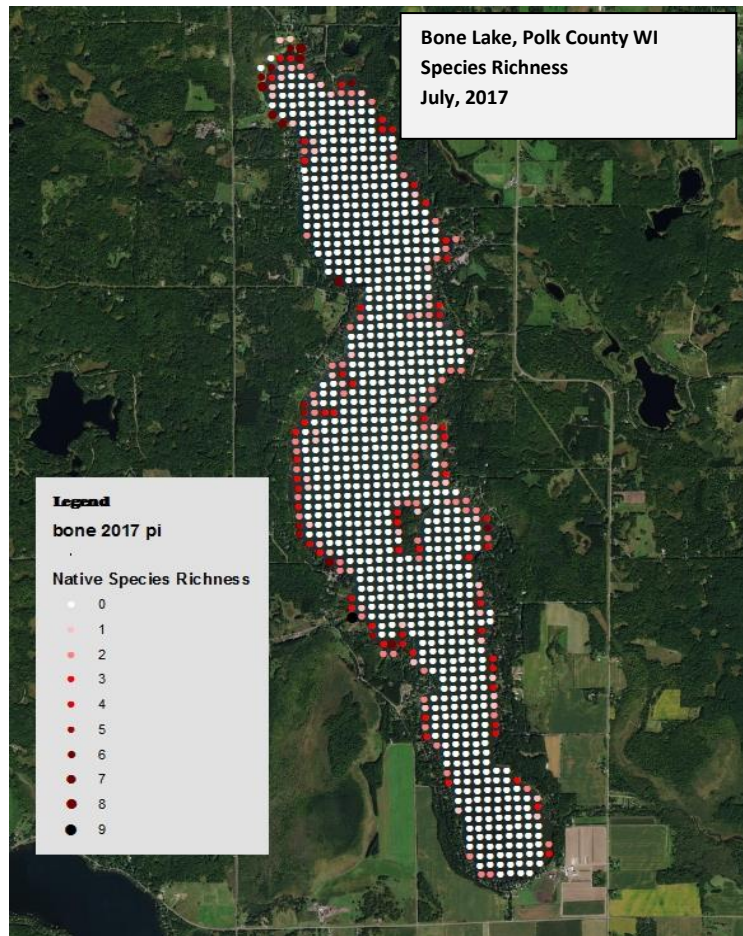 Bone Lake, Polk County WI
Species Richness
July, 2017
Legend
bone 2017 pi
Native Species Richness
0
1
2
3
4
5
6
7
8
9